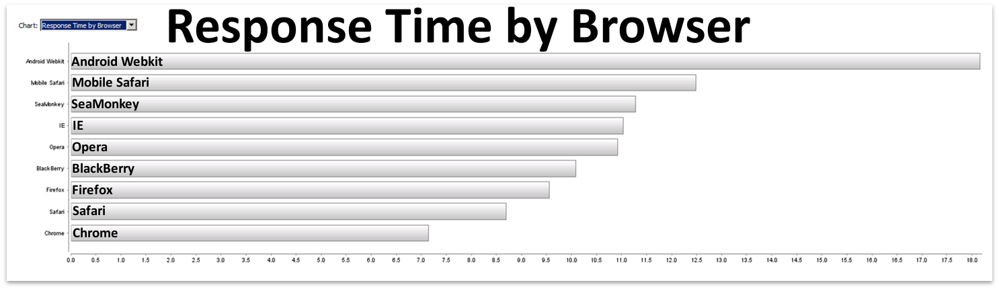 Response Time by Browser
Chart: Response Time by Browser
Android Webkit Android Webkit
Mobile Safari Mobile Safari
SeaMonkey SeaMonkey
IE IE
Opera Opera
BlackBerry BlackBerry
Firefox Firefox
Safari Safari
Chrome Chrome
0.0 0.5 1.0 1.5 2.0 2.5 3.0 3.5 4.0 4.5 5.0 5.5 6.0 6.5 7.0 7.5 8.0 8.5 9.0 9.5 10.0 10.5 11.0 11.5 12.0 12.5 13.0 13.5 14.0 14.5 15.0 15.5 16.0 16.5 17.0 17.5 18.0